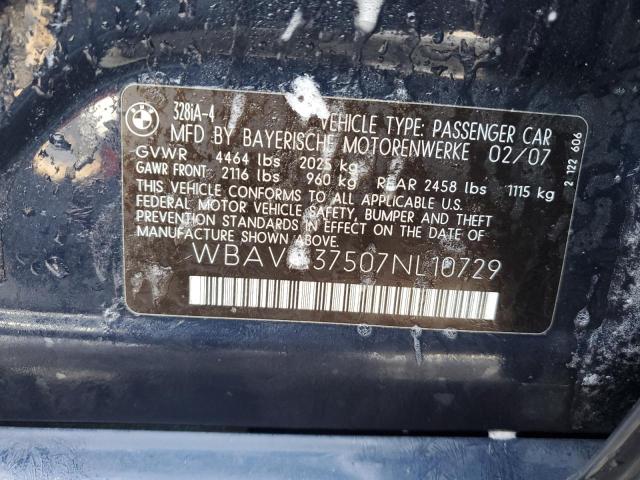 BMW
328iA-4
VEHICLE TYPE: PASSENGER CAR
MFD BY BAYERISCHE MOTORENWERKE 02/07
GVWR 4464 lbs 2025 kg
GAWR FRONT: 2116 lbs 960 kg REAR 2458 lbs 1115 kg
THIS VEHICLE CONFORMS TO ALL APPLICABLE U.S.
FEDERAL MOTOR VEHICLE SAFETY, BUMPER AND THEFT
PREVENTION STANDARDS IN EFFECT ON THE DATE OF
MANUFACTURE SHOWN ABOVE.
2 122 606